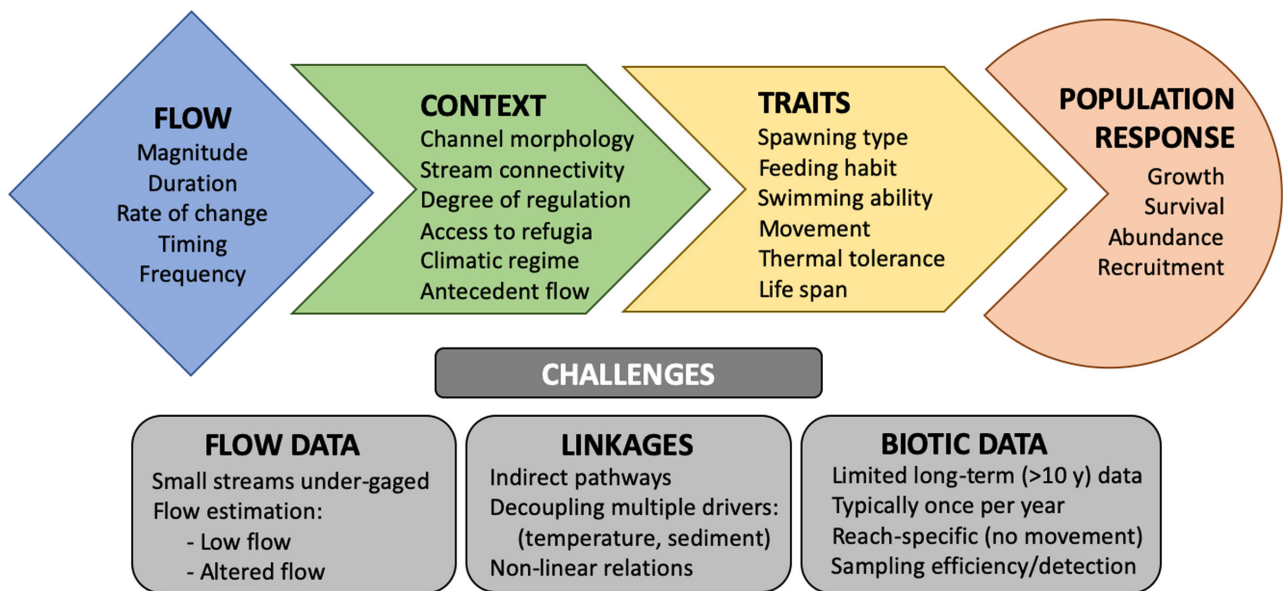 FLOW
Magnitude
Duration
Rate of change
Timing
Frequency
CONTEXT
Channel morphology
Stream connectivity
Degree of regulation
Access to refugia
Climatic regime
Antecedent flow
TRAITS
Spawning type
Feeding habit
Swimming ability
Movement
Thermal tolerance
Life span
POPULATION
RESPONSE
Growth
Survival
Abundance
Recruitment
CHALLENGES
FLOW DATA
Small streams under-gaged
Flow estimation:
- Low flow
- Altered flow
LINKAGES
Indirect pathways
Decoupling multiple drivers:
(temperature, sediment)
Non-linear relations
BIOTIC DATA
Limited long-term (>10 y) data
Typically once per year
Reach-specific (no movement)
Sampling efficiency/detection